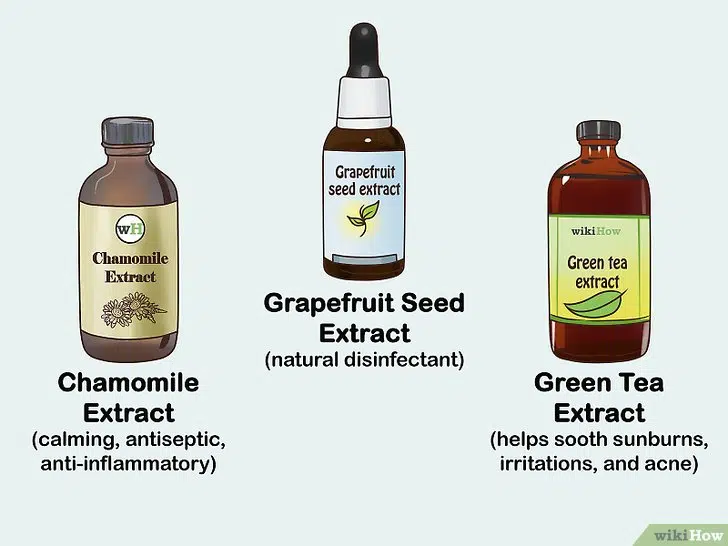 wH
Chamomile
Extract
Chamomile
Extract
(calming, antiseptic,
anti-inflammatory)
Grapefruit
seed extract
Grapefruit Seed
Extract
(natural disinfectant)
wikiHow
Green tea
extract
Green Tea
Extract
(helps sooth sunburns,
irritations, and acne)
wikiHow